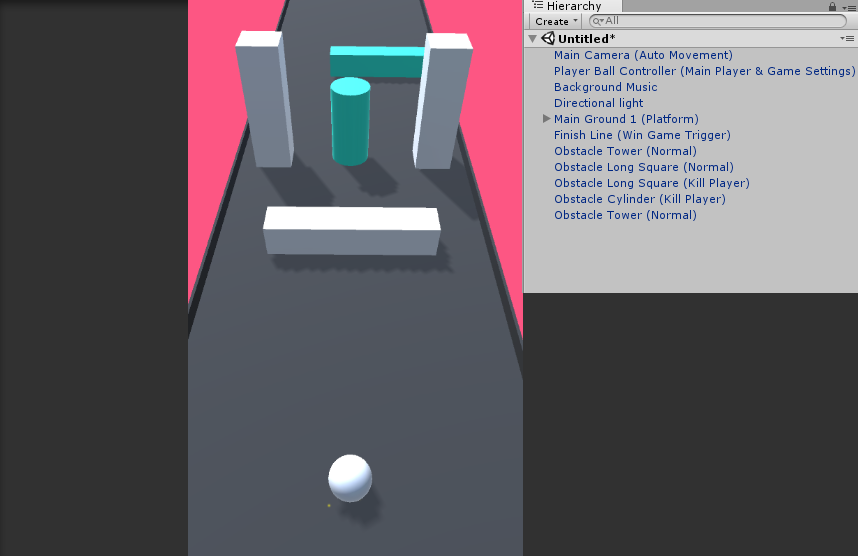 Hierarchy
Create All
Untitled*
Main Camera (Auto Movement)
Player Ball Controller (Main Player & Game Settings)
Background Music
Directional light
Main Ground 1 (Platform)
Finish Line (Win Game Trigger)
Obstacle Tower (Normal)
Obstacle Long Square (Normal)
Obstacle Long Square (Kill Player)
Obstacle Cylinder (Kill Player)
Obstacle Tower (Normal)